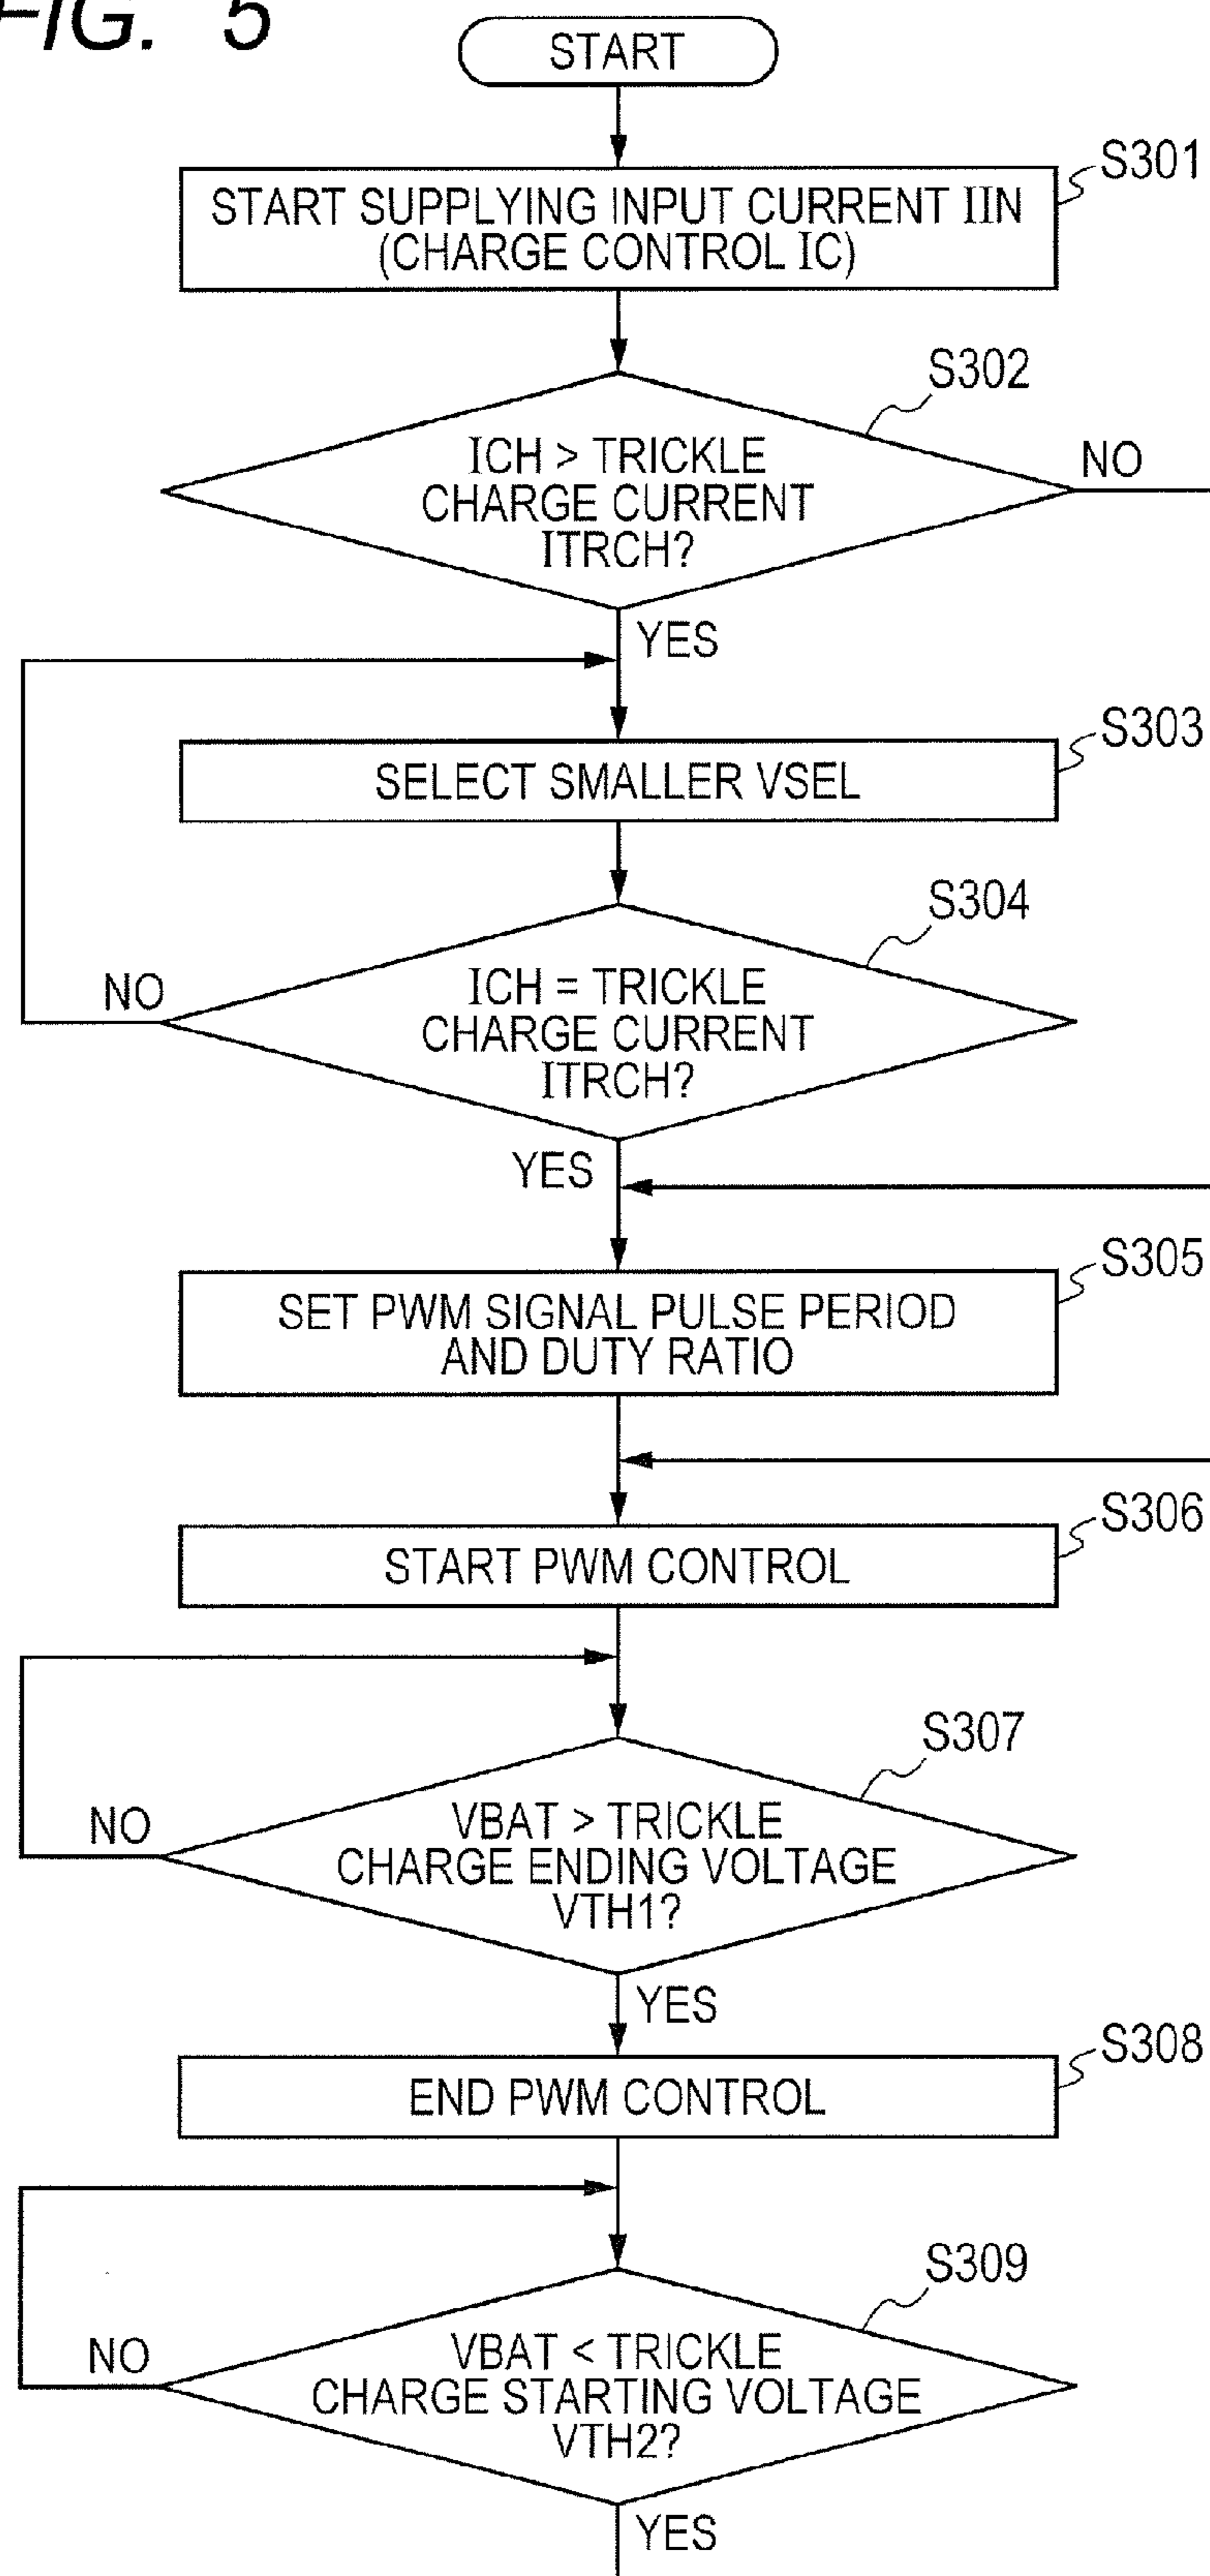 FIG. 5
START
S301
START SUPPLYING INPUT CURRENT IIN
(CHARGE CONTROL IC)
S302
ICH > TRICKLE
CHARGE CURRENT
ITRCH?
NO
YES
S303
SELECT SMALLER VSEL
S304
ICH = TRICKLE
CHARGE CURRENT
ITRCH?
NO
YES
S305
SET PWM SIGNAL PULSE PERIOD
AND DUTY RATIO
S306
START PWM CONTROL
S307
VBAT > TRICKLE
CHARGE ENDING VOLTAGE
VTH1?
NO
YES
S308
END PWM CONTROL
S309
VBAT < TRICKLE
CHARGE STARTING VOLTAGE
VTH2?
NO
YES